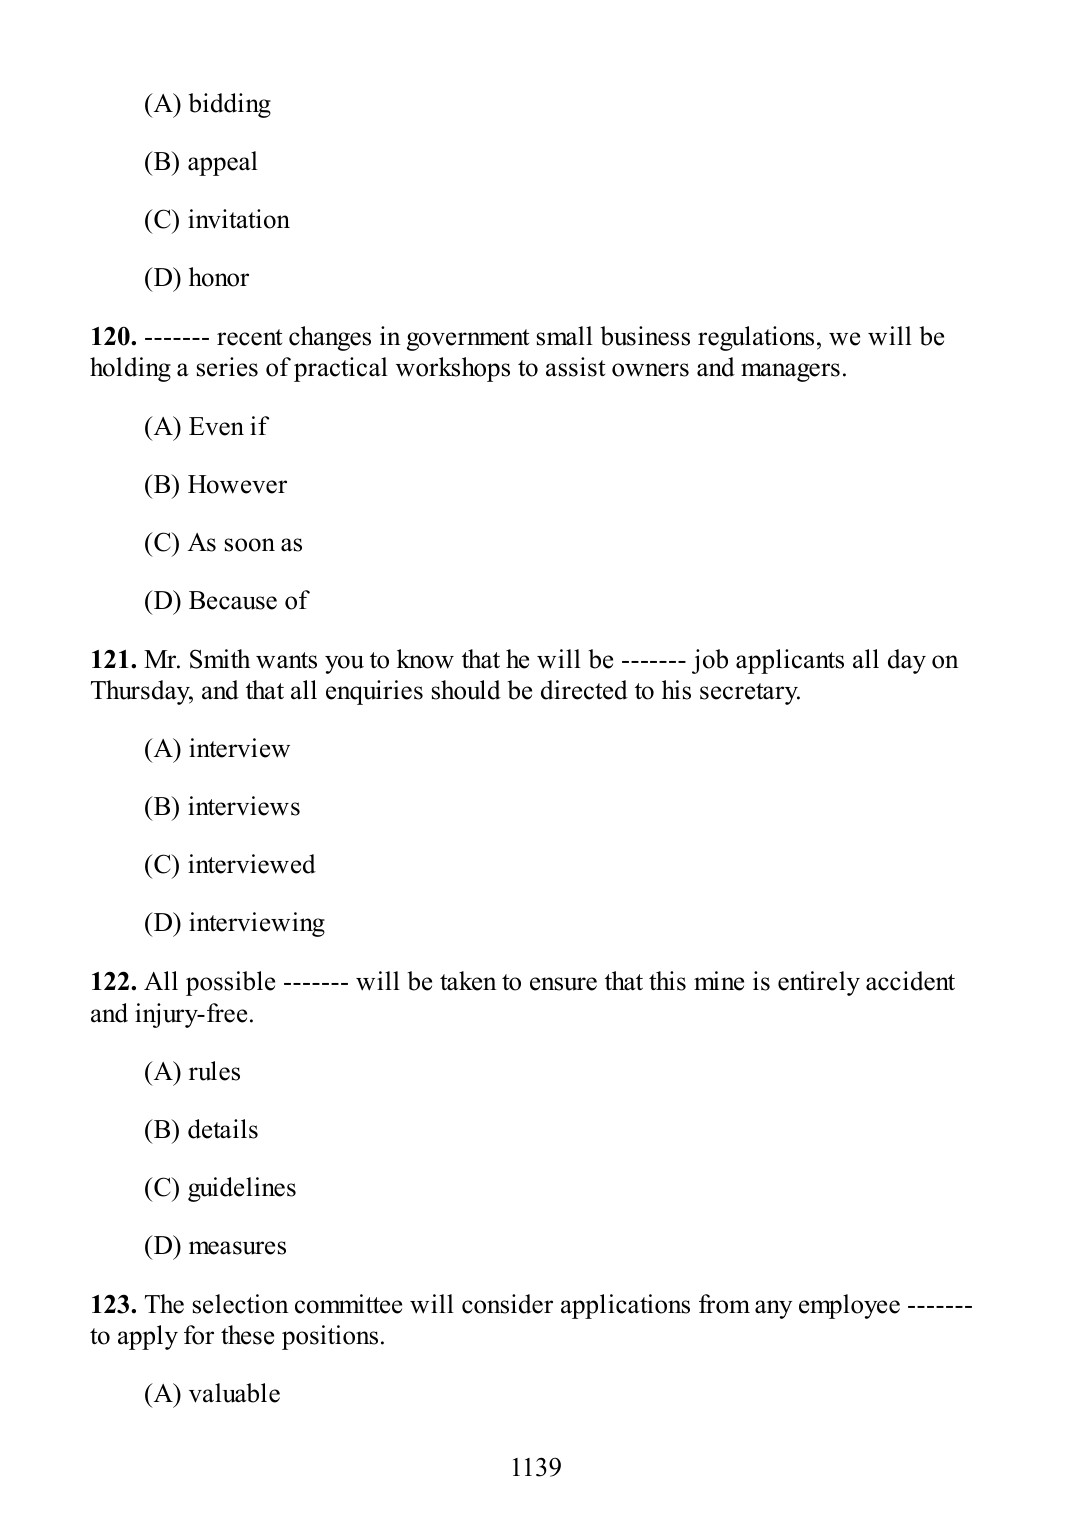 (A) bidding
(B) appeal
(C) invitation
(D) honor
120. ------- recent changes in government small business regulations, we will be
holding a series of practical workshops to assist owners and managers.
(A) Even if
(B) However
(C) As soon as
(D) Because of
121. Mr. Smith wants you to know that he will be ------- job applicants all day on
Thursday, and that all enquiries should be directed to his secretary.
(A) interview
(B) interviews
(C) interviewed
(D) interviewing
122. All possible ------- will be taken to ensure that this mine is entirely accident
and injury-free.
(A) rules
(B) details
(C) guidelines
(D) measures
123. The selection committee will consider applications from any employee -------
to apply for these positions.
(A) valuable
1139